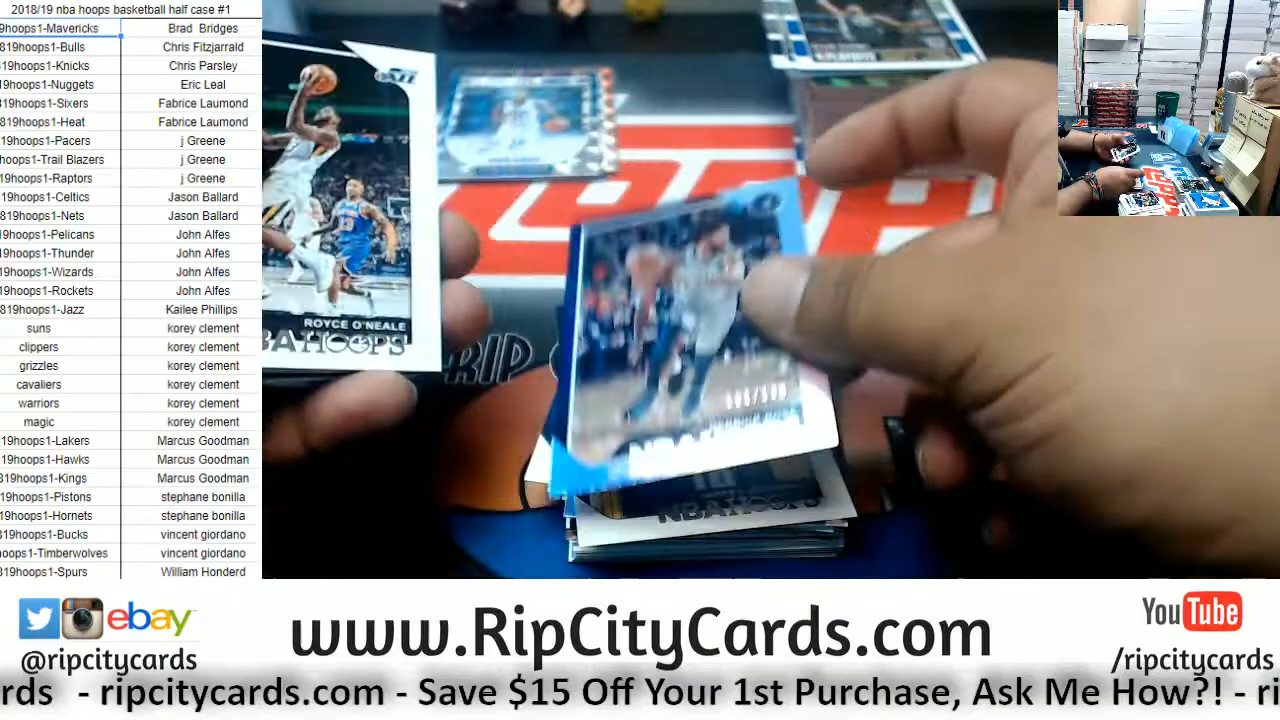 2018/19 nba hoops basketball half case #1
9hoops1-Mavericks Brad Bridges
819hoops1-Bulls Chris Fitzjarrald
319hoops1-Knicks Chris Parsley
19hoops1-Nuggets Eric Leal
819hoops1-Sixers Fabrice Laumond
819hoops1-Heat Fabrice Laumond
19hoops1-Pacers j Greene
hoops1-Trail Blazers j Greene
19hoops1-Raptors j Greene
19hoops1-Celtics Jason Ballard
819hoops1-Nets Jason Ballard
19hoops1-Pelicans John Alfes
19hoops1-Thunder John Alfes
19hoops1-Wizards John Alfes
19hoops1-Rockets John Alfes
819hoops1-Jazz Kailee Phillips
suns korey clement
clippers korey clement
grizzles korey clement
cavaliers korey clement
warriors korey clement
magic korey clement
19hoops1-Lakers Marcus Goodman
19hoops1-Hawks Marcus Goodman
819hoops1-Kings Marcus Goodman
19hoops1-Pistons stephane bonilla
19hoops1-Hornets stephane bonilla
819hoops1-Bucks vincent giordano
hoops1-Timberwolves vincent giordano
819hoops1-Spurs William Honderd
ROYCE O'NEALE
BA HOOPS
RIP
NBA
NBA HOOPS
ebay
@ripcitycards
www.RipCityCards.com
YouTube
/ripcitycards
rds - ripcitycards.com - Save $15 Off Your 1st Purchase, Ask Me How?! - ri